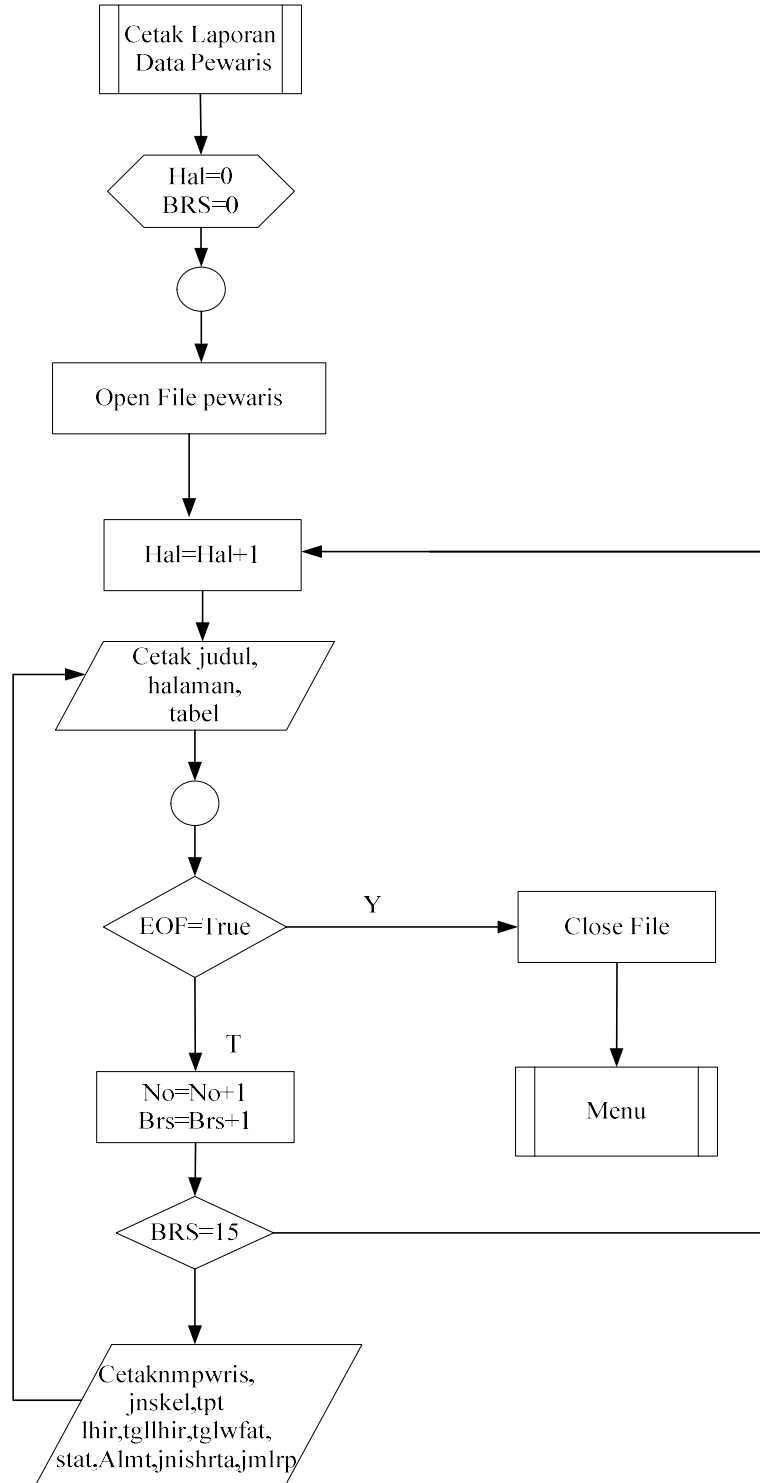 Cetak Laporan
Data Pewaris
Hal=0
BRS=0
Open File pewaris
Hal=Hal+1
Cetak judul,
halaman,
tabel
EOF=True
Y
Close File
T
No=No+1
Brs=Brs+1
Menu
BRS=15
Cetaknmpwris,
jnskel,tpt
lhir,tgllhir,tglwfat,
stat,Almt,jnishrta,jmlrp